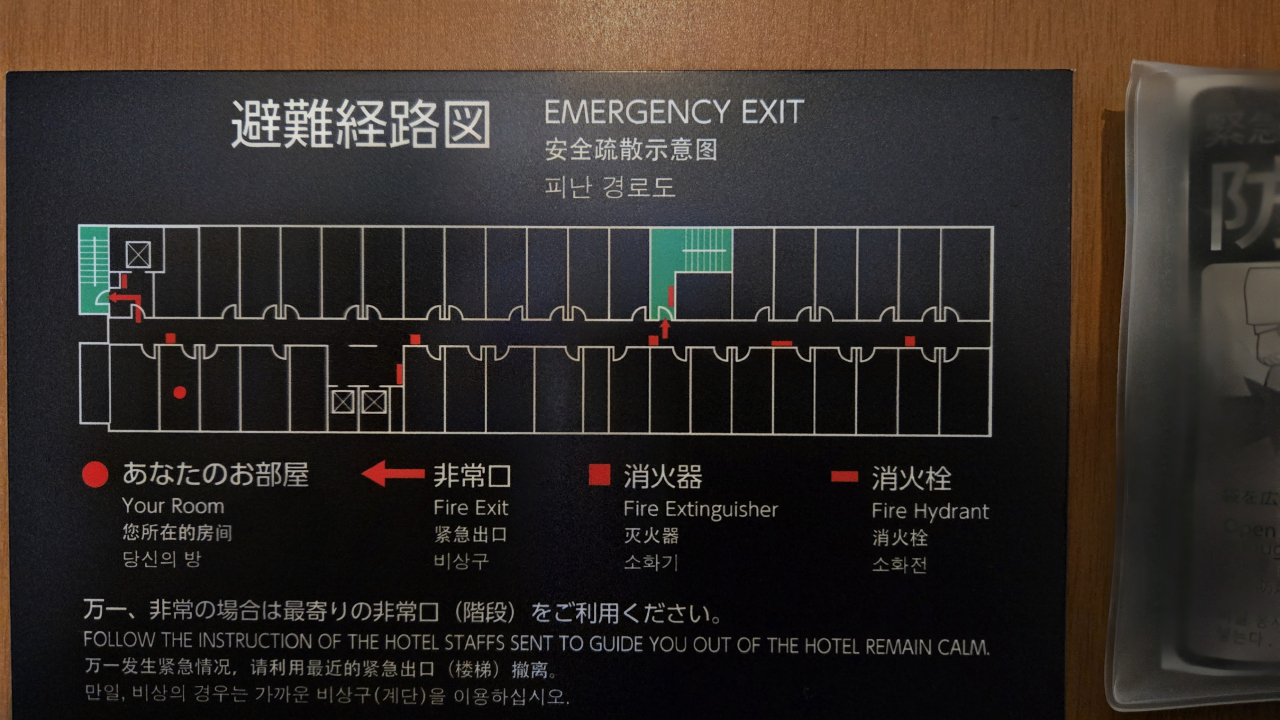 避難経路図
EMERGENCY EXIT
安全疏散示意图
피난 경로도
あなたのお部屋
Your Room
您所在的房间
당신의 방
非常口
Fire Exit
紧急出口
비상구
消火器
Fire Extinguisher
灭火器
소화기
消火栓
Fire Hydrant
消火栓
소화전
万一、非常の場合は最寄りの非常口（階段）をご利用ください。
FOLLOW THE INSTRUCTION OF THE HOTEL STAFFS SENT TO GUIDE YOU OUT OF THE HOTEL REMAIN CALM.
万一发生紧急情况，请利用最近的紧急出口（楼梯）撤离。
만일, 비상의 경우는 가까운 비상구(계단)을 이용하십시오.
緊急
防
Open